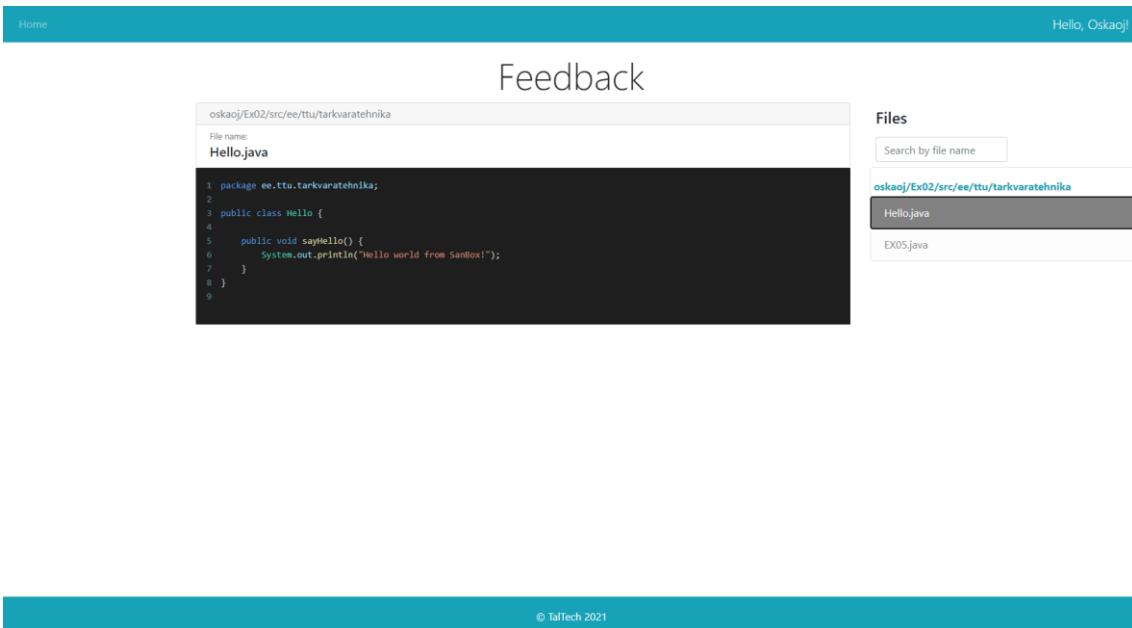 Home
Hello, Oskaoj!
Feedback
oskaoj/Ex02/src/ee/ttu/tarkvaratehnika
File name:
Hello.java
1 package ee.ttu.tarkvaratehnika;
2
3 public class Hello {
4
5     public void sayHello() {
6         System.out.println("Hello world from SanBox!");
7     }
8 }
9
Files
Search by file name
oskaoj/Ex02/src/ee/ttu/tarkvaratehnika
Hello.java
EX05.java
© TalTech 2021